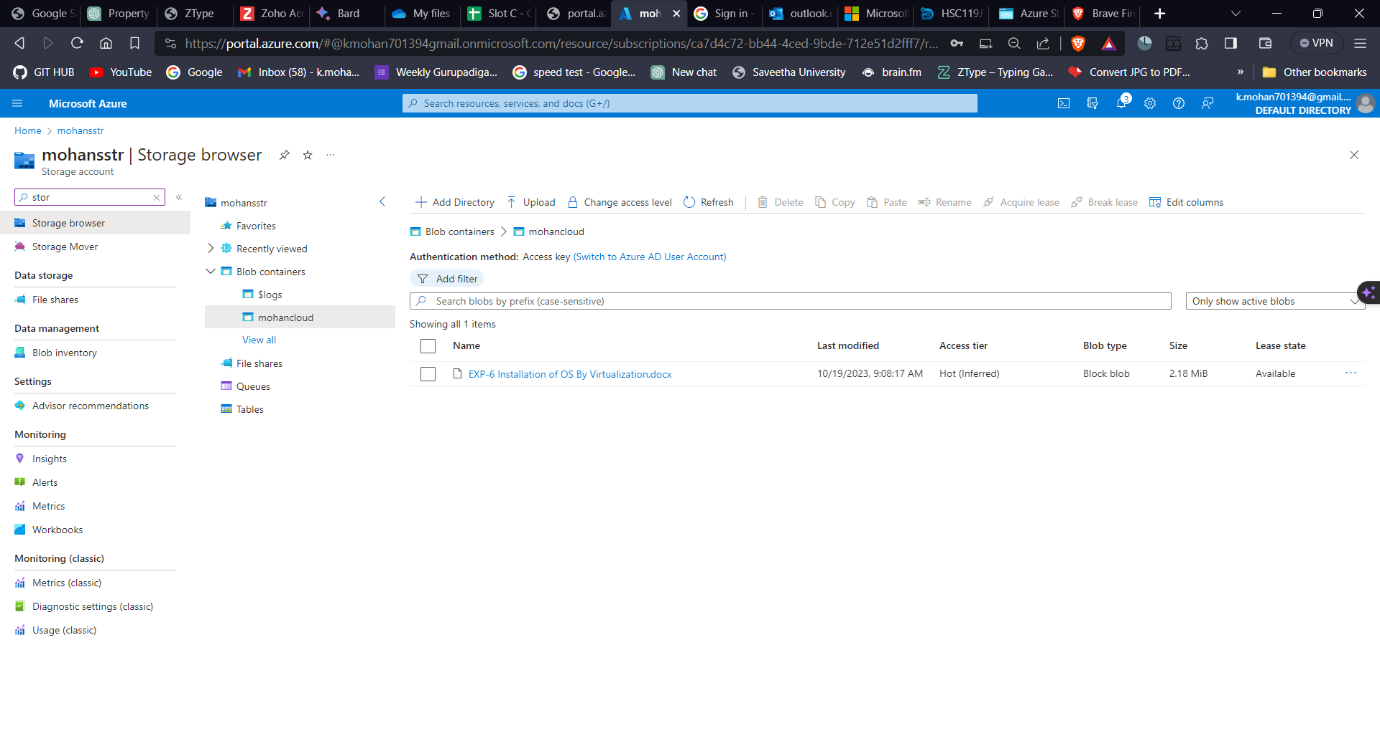 Google S Property ZType Zoho Acc Bard My files Slot C - C portal.az moh Sign in - outlook.c Microsof HSC119J Azure St Brave Fir
https://portal.azure.com/#@kmohan701394gmail.onmicrosoft.com/resource/subscriptions/ca7d4c72-bb44-4ced-9bde-712e51d2fff7/r... VPN
GIT HUB YouTube Google Inbox (58) - k.moha... Weekly Gurupadiga... speed test - Google... New chat Saveetha University brain.fm ZType – Typing Ga... Convert JPG to PDF... » Other bookmarks
Microsoft Azure Search resources, services, and docs (G+/) 3 k.mohan701394@gmail....
DEFAULT DIRECTORY
Home > mohansstr
mohansstr | Storage browser ...
Storage account
stor
Storage browser
Storage Mover
Data storage
File shares
Data management
Blob inventory
Settings
Advisor recommendations
Monitoring
Insights
Alerts
Metrics
Workbooks
Monitoring (classic)
Metrics (classic)
Diagnostic settings (classic)
Usage (classic)
mohansstr
Favorites
Recently viewed
Blob containers
$logs
mohancloud
View all
File shares
Queues
Tables
Add Directory Upload Change access level Refresh Delete Copy Paste Rename Acquire lease Break lease Edit columns
Blob containers > mohancloud
Authentication method: Access key (Switch to Azure AD User Account)
Add filter
Search blobs by prefix (case-sensitive) Only show active blobs
Showing all 1 items
Name Last modified Access tier Blob type Size Lease state
EXP-6 Installation of OS By Virtualization.docx 10/19/2023, 9:08:17 AM Hot (Inferred) Block blob 2.18 MiB Available ...